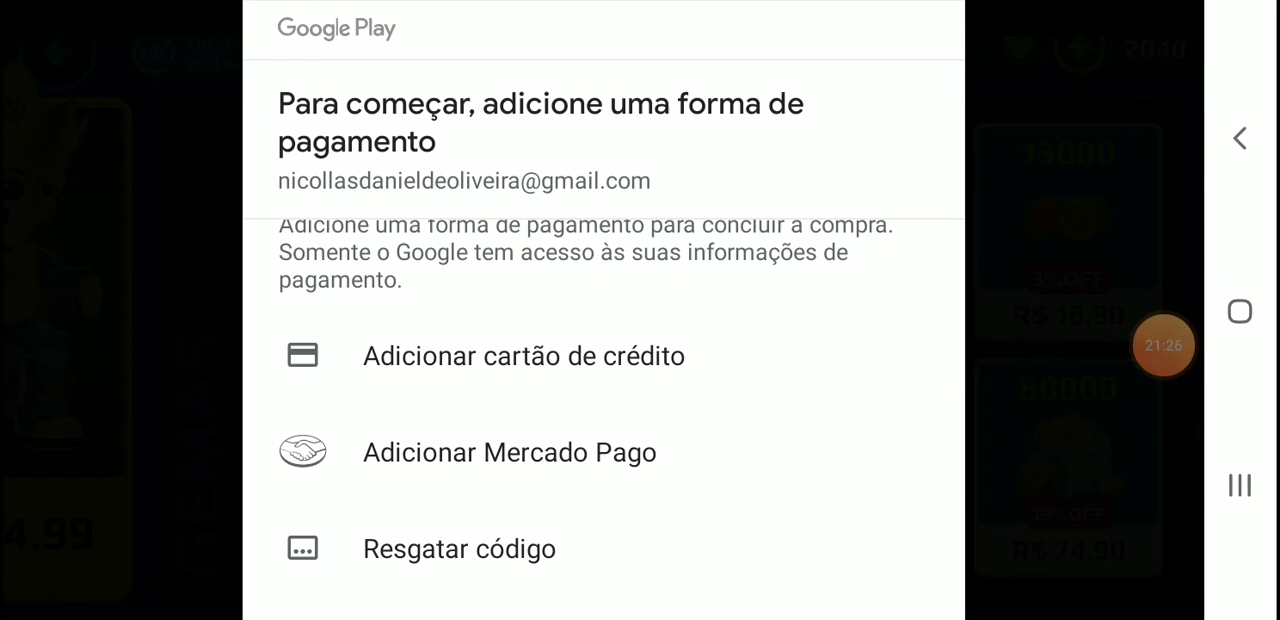 Google Play
Para começar, adicione uma forma de
pagamento
nicollasdanieldeoliveira@gmail.com
Adicione uma forma de pagamento para concluir a compra.
Somente o Google tem acesso às suas informações de
pagamento.
Adicionar cartão de crédito
Adicionar Mercado Pago
Resgatar código
2040
13000
R$ 18.90
21:26
60000
R$ 74.90
4.99
GEMAS